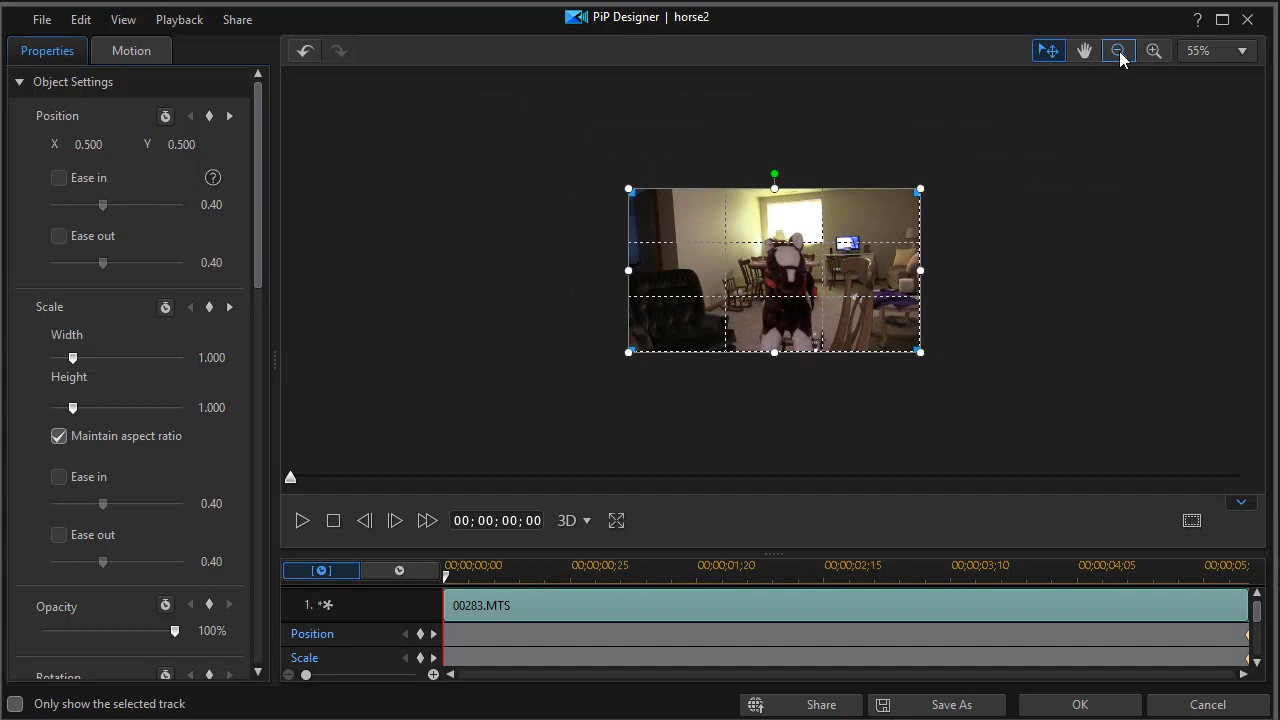 PiP Designer | horse2
File Edit View Playback Share
Properties Motion
55%
Object Settings
Position
X 0.500 Y 0.500
Ease in
0.40
Ease out
0.40
Scale
Width
1.000
Height
1.000
Maintain aspect ratio
Ease in
0.40
Ease out
0.40
Opacity
100%
Rotation
00; 00; 00; 00 3D
00;00;00;00 00;00;00;25 00;00;01;20 00;00;02;15 00;00;03;10 00;00;04;05 00;00;05;
1. 00283.MTS
Position
Scale
Only show the selected track
Share Save As OK Cancel